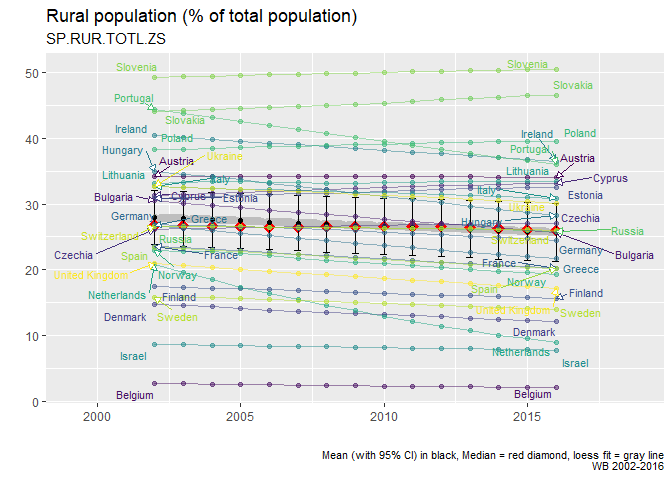 Rural population (% of total population)
SP.RUR.TOTL.ZS
50
40
30
20
10
0
Slovenia
Portugal
Slovakia
Ireland
Poland
Hungary
Ukraine
Austria
Lithuania
Italy
Bulgaria
Cyprus
Estonia
Germany
Greece
Switzerland
Russia
Czechia
Spain
France
United Kingdom
Norway
Netherlands
Finland
Denmark
Sweden
Israel
Belgium
Slovenia
Slovakia
Ireland
Poland
Portugal
Austria
Lithuania
Cyprus
Italy
Estonia
Ukraine
Czechia
Hungary
Russia
Switzerland
Germany
Bulgaria
France
Greece
Norway
Spain
Finland
United Kingdom
Sweden
Denmark
Netherlands
Israel
Belgium
2000
2005
2010
2015
Mean (with 95% CI) in black, Median = red diamond, loess fit = gray line
WB 2002-2016